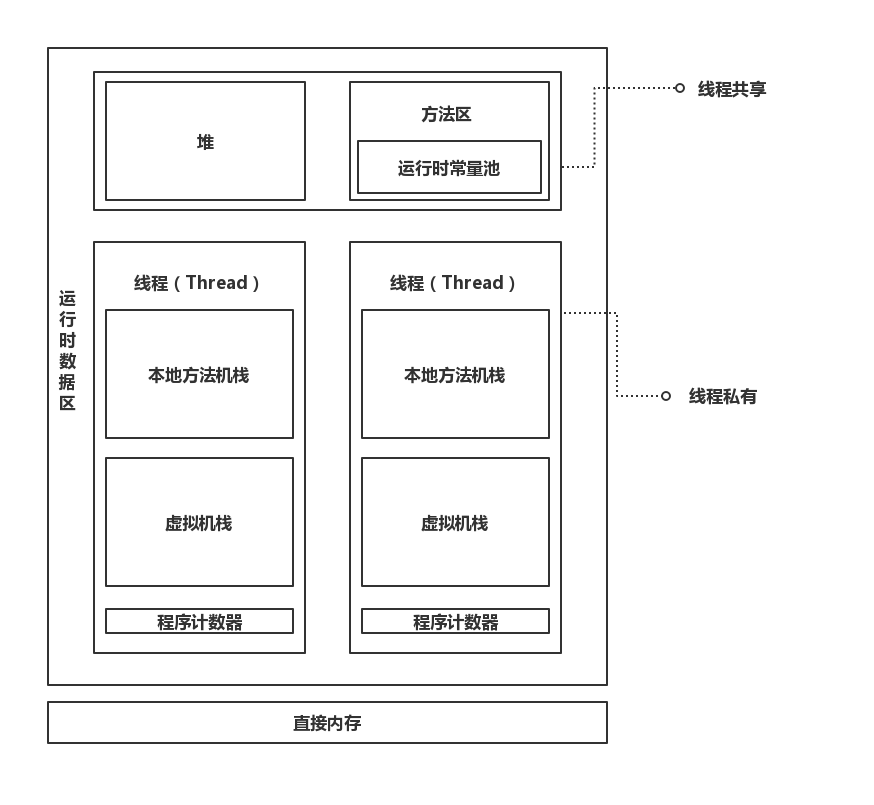 线程共享
堆
方法区
运行时常量池
运行时数据区
线程（Thread）
本地方法机栈
虚拟机栈
程序计数器
线程（Thread）
本地方法机栈
虚拟机栈
程序计数器
线程私有
直接内存